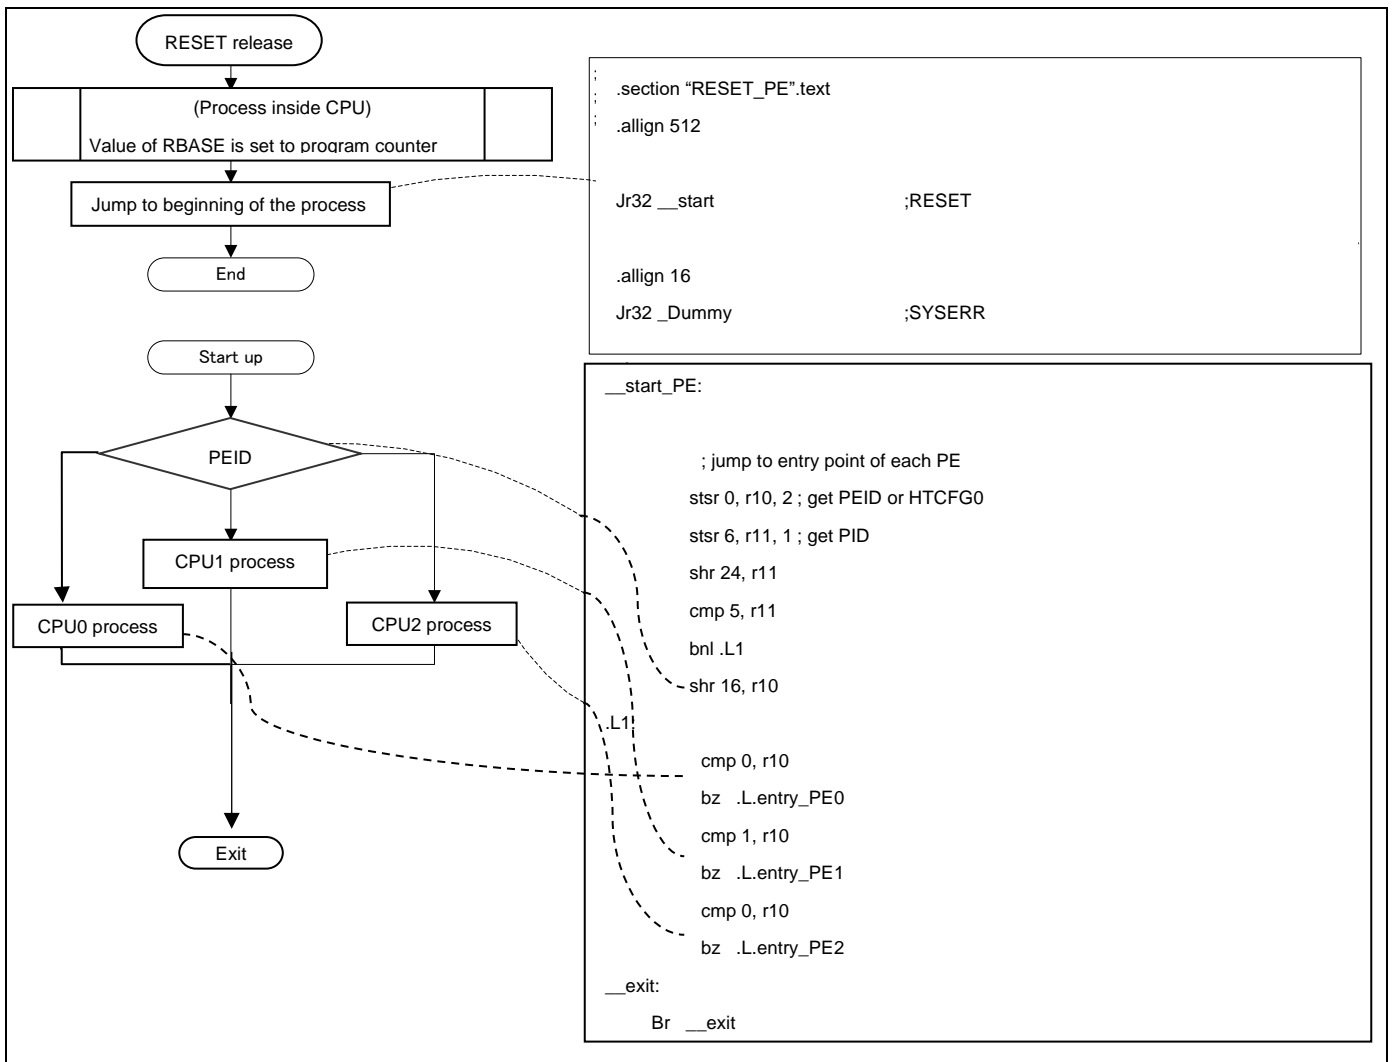 RESET release
(Process inside CPU)
Value of RBASE is set to program counter
Jump to beginning of the process
End
Start up
PEID
CPU1 process
CPU0 process
CPU2 process
Exit
.section “RESET_PE”.text
.allign 512
Jr32 __start ;RESET
.allign 16
Jr32 _Dummy ;SYSERR
__start_PE:
; jump to entry point of each PE
stsr 0, r10, 2 ; get PEID or HTCFG0
stsr 6, r11, 1 ; get PID
shr 24, r11
cmp 5, r11
bnl .L1
shr 16, r10
.L1:
cmp 0, r10
bz .L.entry_PE0
cmp 1, r10
bz .L.entry_PE1
cmp 0, r10
bz .L.entry_PE2
__exit:
Br __exit